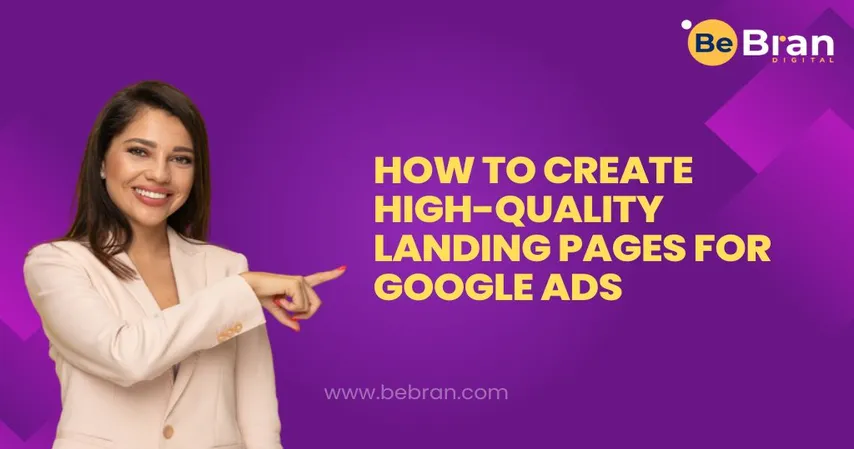 Be Bran
DIGITAL
HOW TO CREATE
HIGH-QUALITY
LANDING PAGES FOR
GOOGLE ADS
www.bebran.com